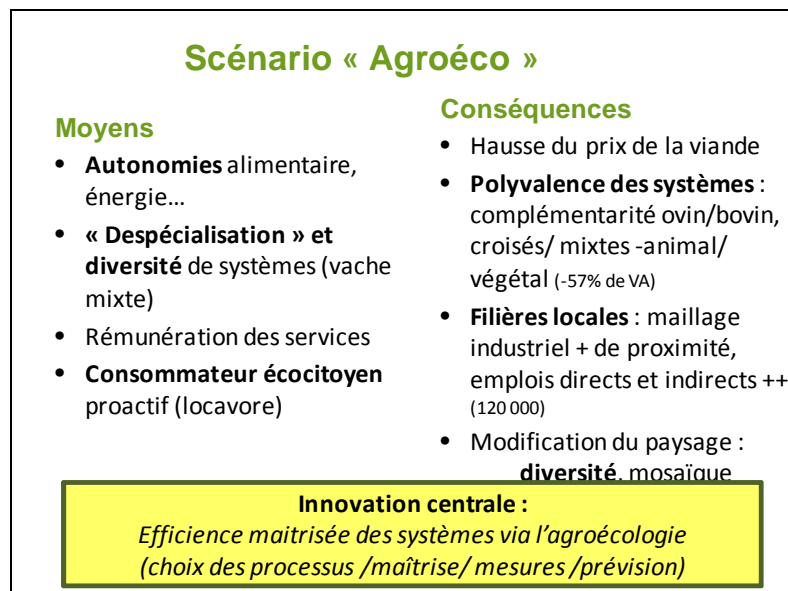 Scénario « Agroéco »
Moyens
• Autonomies alimentaire,
énergie…
• « Despécialisation » et
diversité de systèmes (vache
mixte)
• Rémunération des services
• Consommateur écocitoyen
proactif (locavore)
Conséquences
• Hausse du prix de la viande
• Polyvalence des systèmes :
complémentarité ovin/bovin,
croisés/ mixtes -animal/
végétal (-57% de VA)
• Filières locales : maillage
industriel + de proximité,
emplois directs et indirects ++
(120 000)
• Modification du paysage :
diversité, mosaïque
Innovation centrale :
Efficience maitrisée des systèmes via l'agroécologie
(choix des processus /maîtrise/ mesures /prévision)